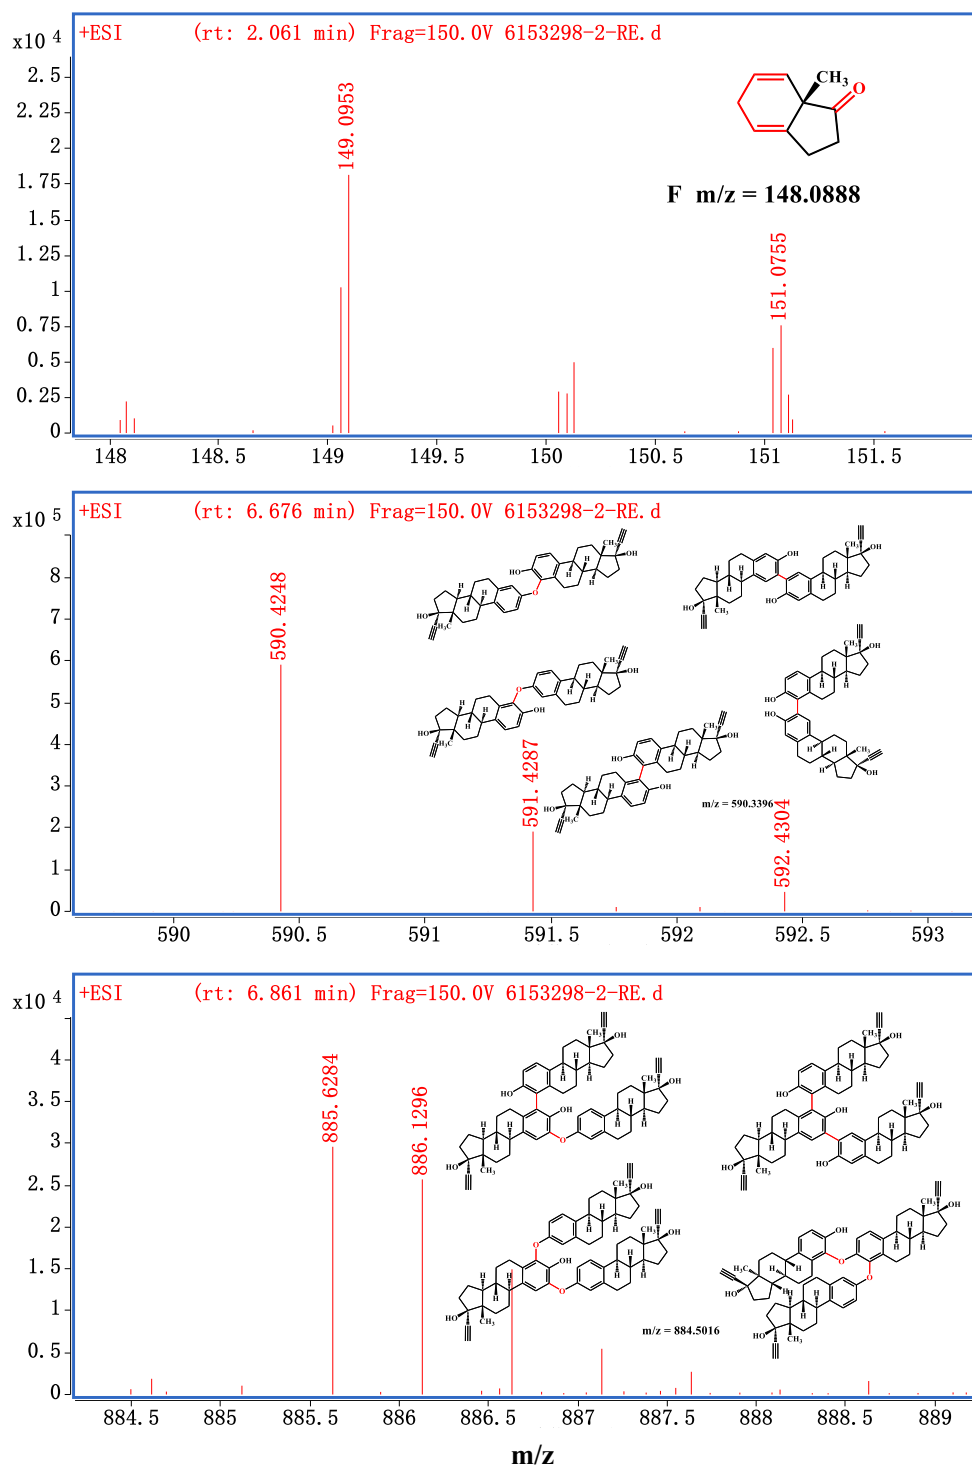 +ESI (rt: 2.061 min) Frag=150.0V 6153298-2-RE.d
x10 4
2.5
2.25
2
1.75
1.5
1.25
1
0.75
0.5
0.25
0
149.0953
151.0755
CH3
O
F m/z = 148.0888
148 148.5 149 149.5 150 150.5 151 151.5
+ESI (rt: 6.676 min) Frag=150.0V 6153298-2-RE.d
x10 5
8
7
6
5
4
3
2
1
0
590.4248
591.4287
592.4304
m/z = 590.3396
590 590.5 591 591.5 592 592.5 593
+ESI (rt: 6.861 min) Frag=150.0V 6153298-2-RE.d
x10 4
4
3.5
3
2.5
2
1.5
1
0.5
0
885.6284
886.1296
m/z = 884.5016
884.5 885 885.5 886 886.5 887 887.5 888 888.5 889
m/z